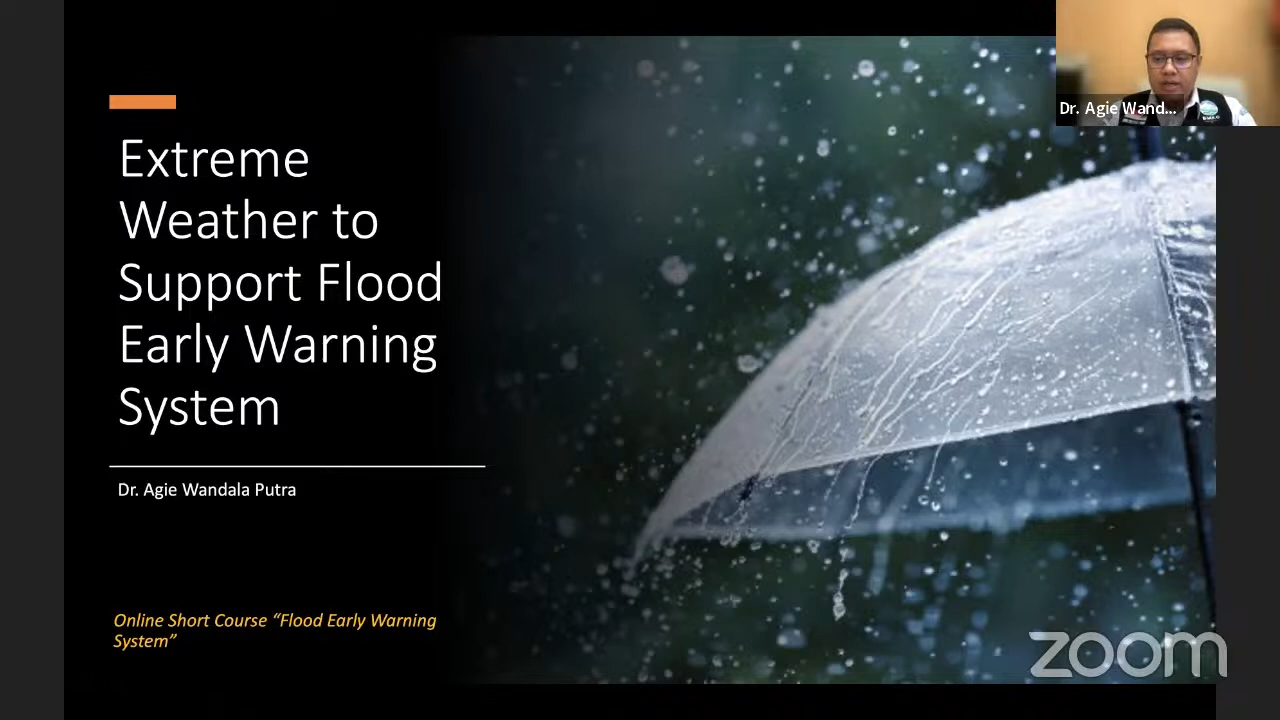 Extreme
Weather to
Support Flood
Early Warning
System
Dr. Agie Wandala Putra
Online Short Course “Flood Early Warning
System”
Dr. Agie Wand...
zoom